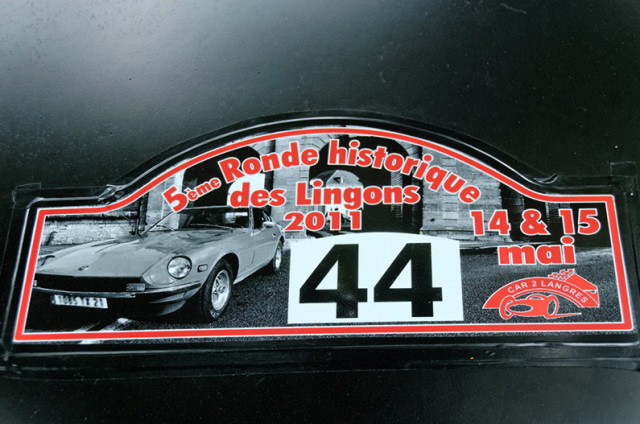 5ème Ronde historique
des Lingons
2011
14 & 15
mai
44
CAR 2 LANGRES